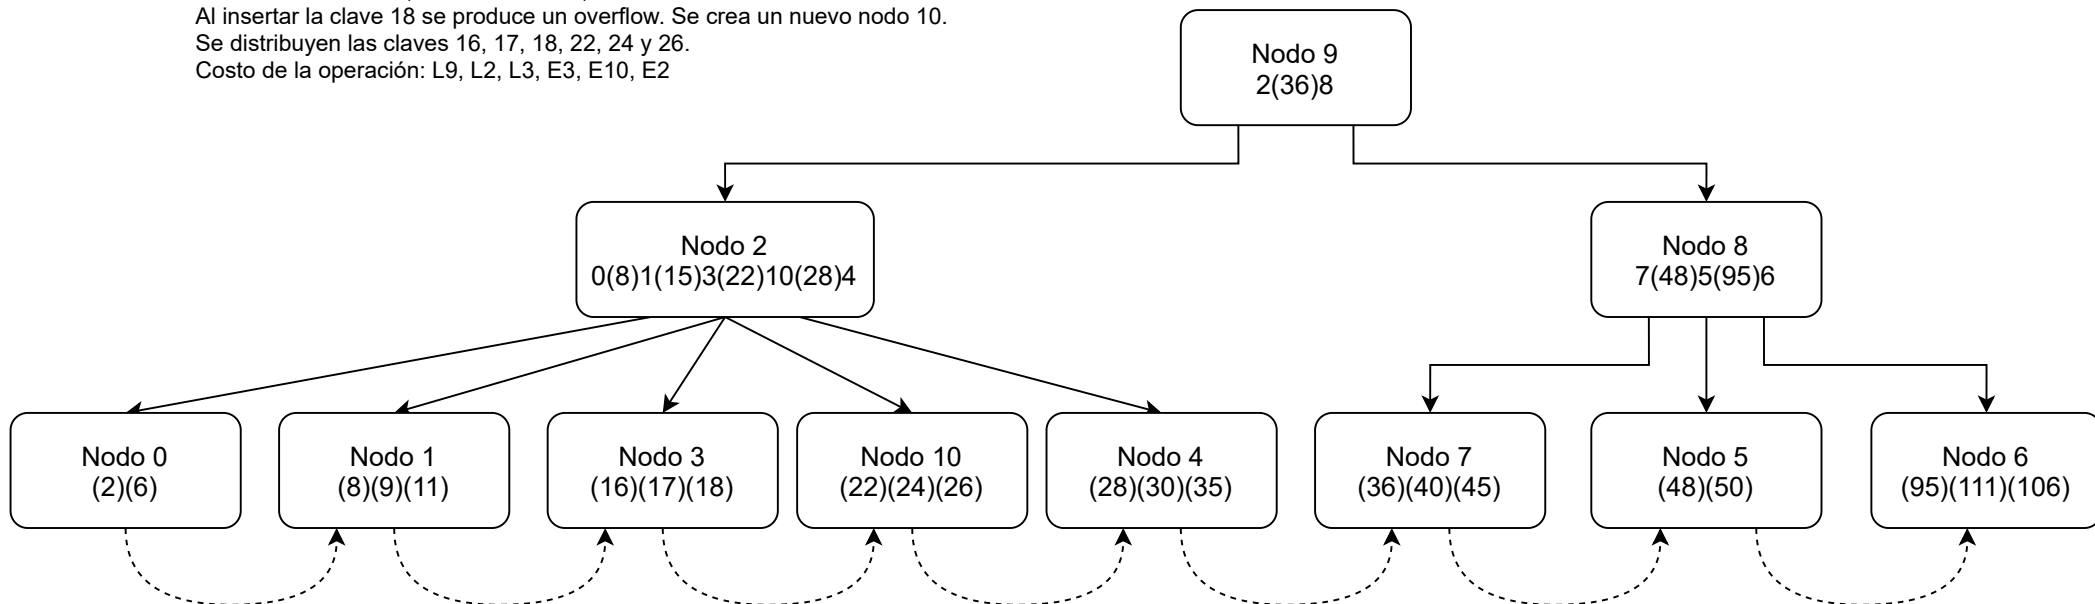 Al insertar la clave 18 se produce un overflow. Se crea un nuevo nodo 10.
Se distribuyen las claves 16, 17, 18, 22, 24 y 26.
Costo de la operación: L9, L2, L3, E3, E10, E2
Nodo 9
2(36)8
Nodo 2
0(8)1(15)3(22)10(28)4
Nodo 8
7(48)5(95)6
Nodo 0
(2)(6)
Nodo 1
(8)(9)(11)
Nodo 3
(16)(17)(18)
Nodo 10
(22)(24)(26)
Nodo 4
(28)(30)(35)
Nodo 7
(36)(40)(45)
Nodo 5
(48)(50)
Nodo 6
(95)(111)(106)